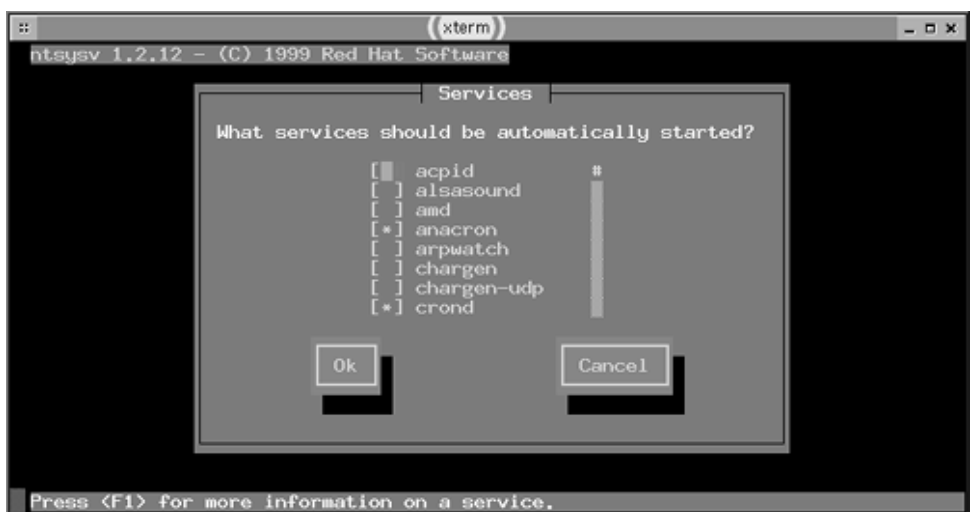 xterm
ntsysv 1.2.12 - (C) 1999 Red Hat Software
Services
What services should be automatically started?
[ ] acpid #
[ ] alsasound
[ ] amd
[*] anacron
[ ] arpwatch
[ ] chargen
[ ] chargen-udp
[*] crond
Ok Cancel
Press <F1> for more information on a service.